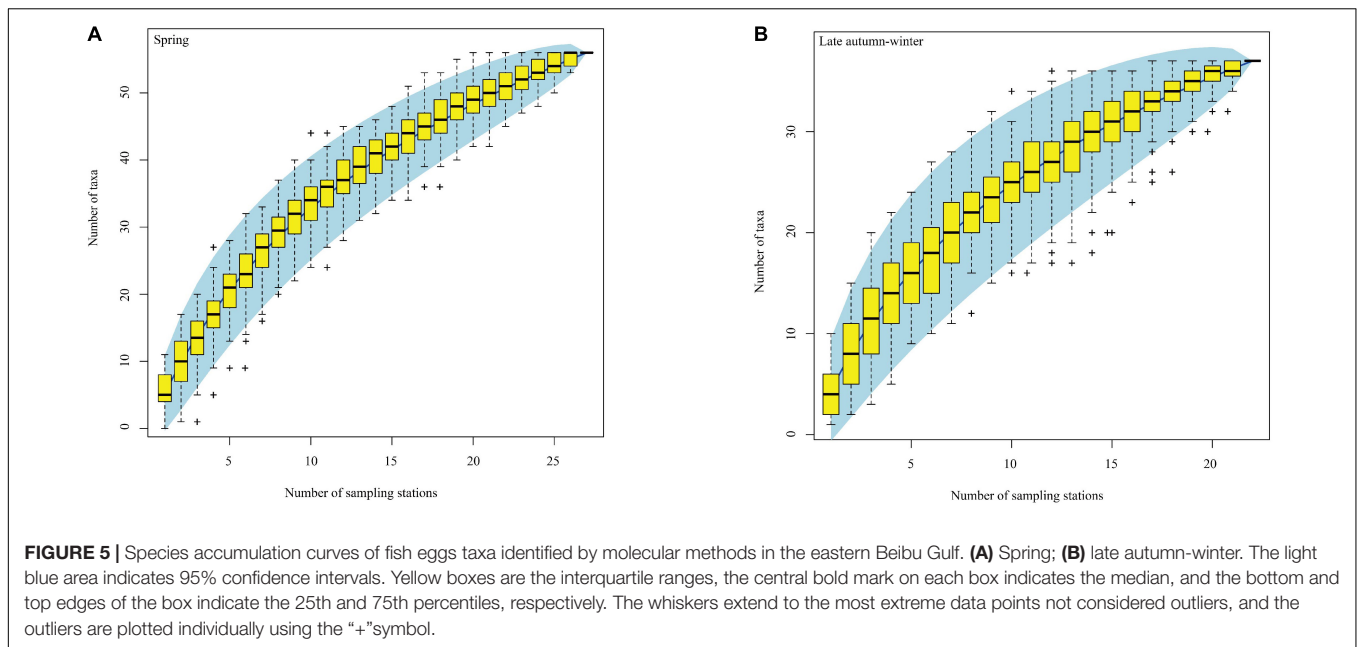 A
Spring
Number of taxa
50
40
30
20
10
0
5
10
15
20
25
Number of sampling stations
B
Late autumn-winter
Number of taxa
30
20
10
0
5
10
15
20
Number of sampling stations
FIGURE 5 | Species accumulation curves of fish eggs taxa identified by molecular methods in the eastern Beibu Gulf. (A) Spring; (B) late autumn-winter. The light
blue area indicates 95% confidence intervals. Yellow boxes are the interquartile ranges, the central bold mark on each box indicates the median, and the bottom and
top edges of the box indicate the 25th and 75th percentiles, respectively. The whiskers extend to the most extreme data points not considered outliers, and the
outliers are plotted individually using the “+”symbol.